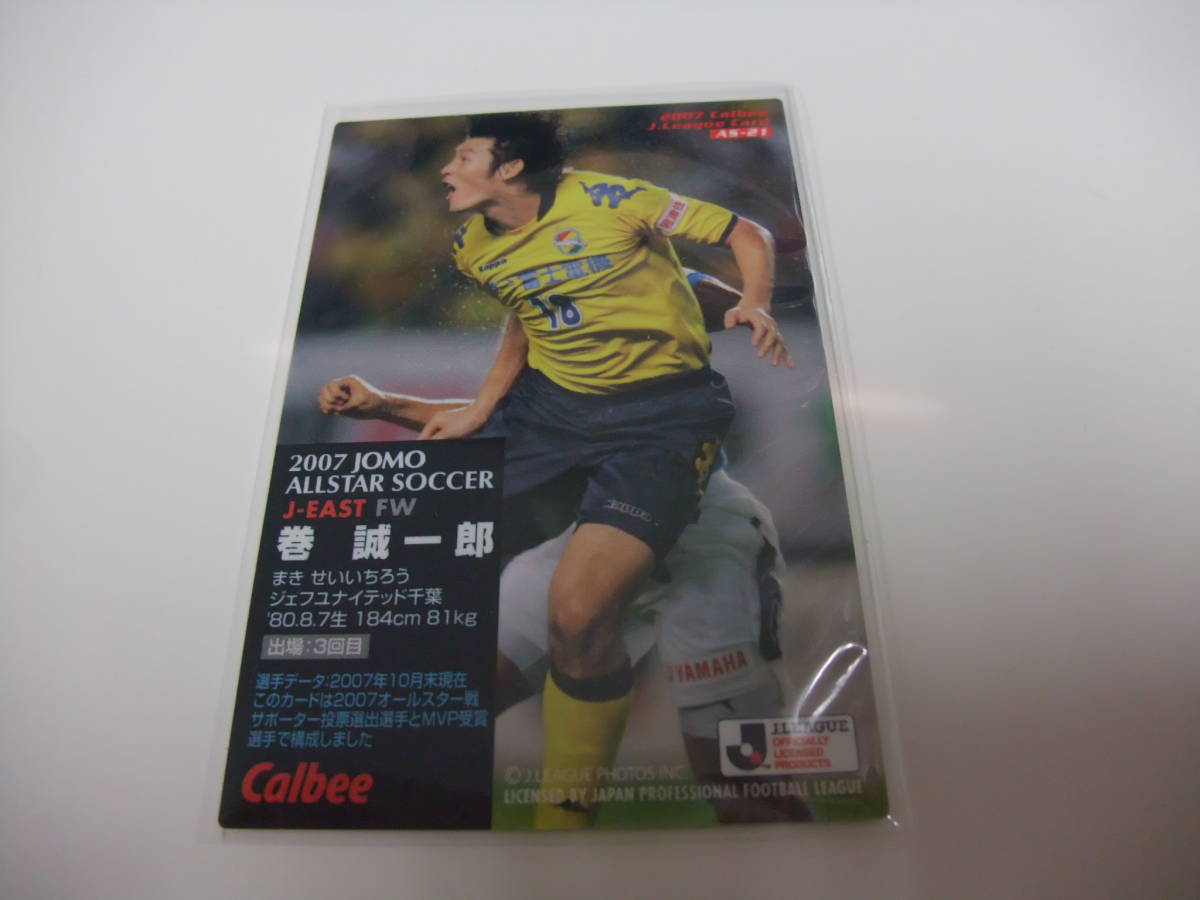 2007 Calbee
J.League Card
AS-21
Kappa
富士電機
18
2007 JOMO
ALLSTAR SOCCER
J-EAST FW
巻 誠一郎
まき せいいちろう
ジェフユナイテッド千葉
'80.8.7生 184cm 81kg
出場:3回目
選手データ:2007年10月末現在
このカードは2007オールスター戦
サポーター投票選出選手とMVP受賞
選手で構成しました
Calbee
Kappa
YAMAHA
J.LEAGUE
OFFICIALLY
LICENSED
PRODUCTS
TM
© J.LEAGUE PHOTOS INC.
LICENSED BY JAPAN PROFESSIONAL FOOTBALL LEAGUE